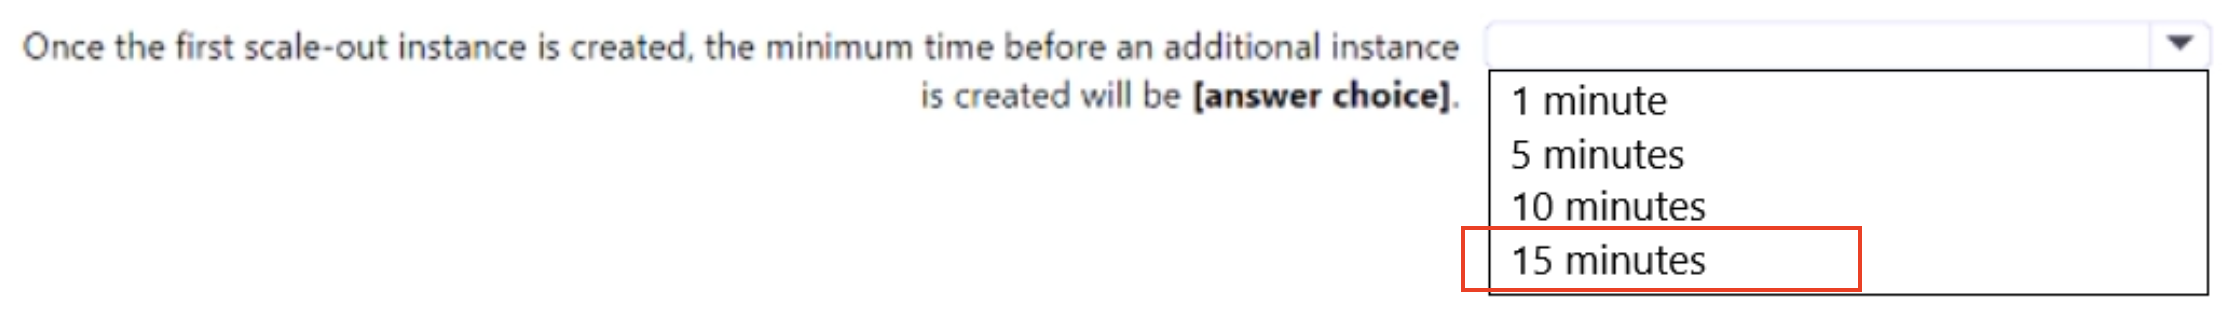 Once the first scale-out instance is created, the minimum time before an additional instance
is created will be [answer choice].
1 minute
5 minutes
10 minutes
15 minutes